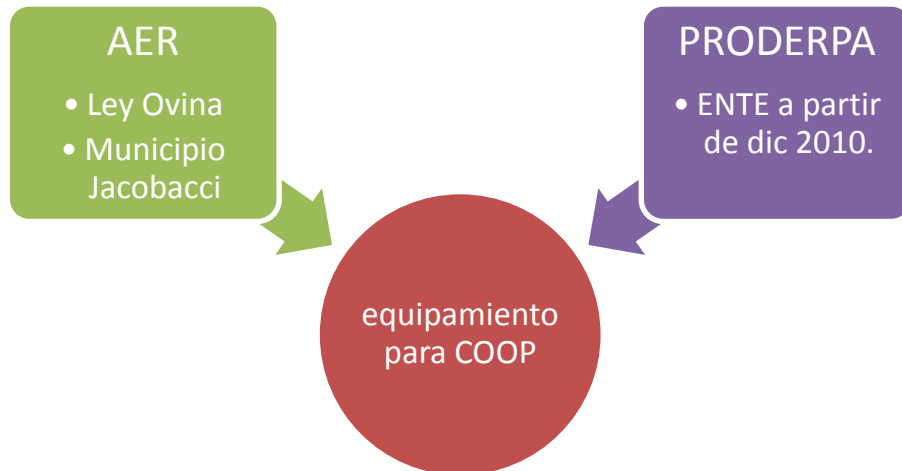 AER
• Ley Ovina
• Municipio
Jacobacci
PRODERPA
• ENTE a partir
de dic 2010.
equipamiento
para COOP